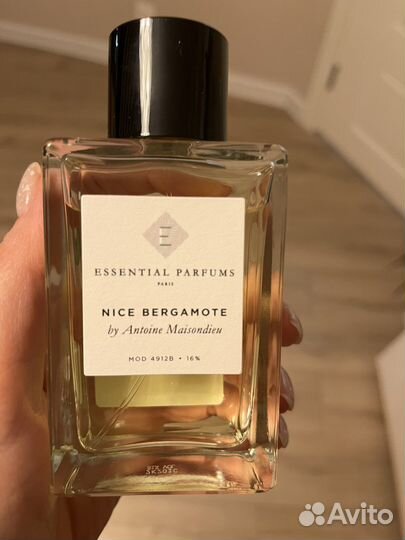 E
ESSENTIAL PARFUMS
PARIS
NICE BERGAMOTE
by Antoine Maisondieu
MOD 4912B • 16%
Avito